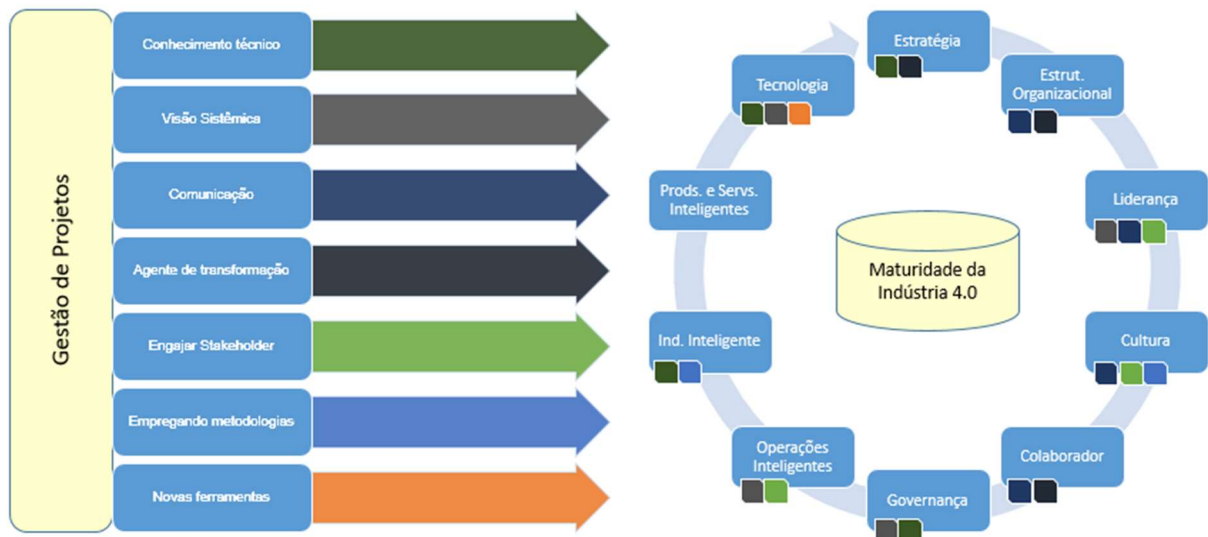 Gestão de Projetos
Conhecimento técnico
Visão Sistêmica
Comunicação
Agente de transformação
Engajar Stakeholder
Empregando metodologias
Novas ferramentas
Estratégia
Estrut.
Organizacional
Liderança
Cultura
Colaborador
Governança
Operações
Inteligentes
Ind. Inteligente
Prods. e Servs.
Inteligentes
Tecnologia
Maturidade da
Indústria 4.0